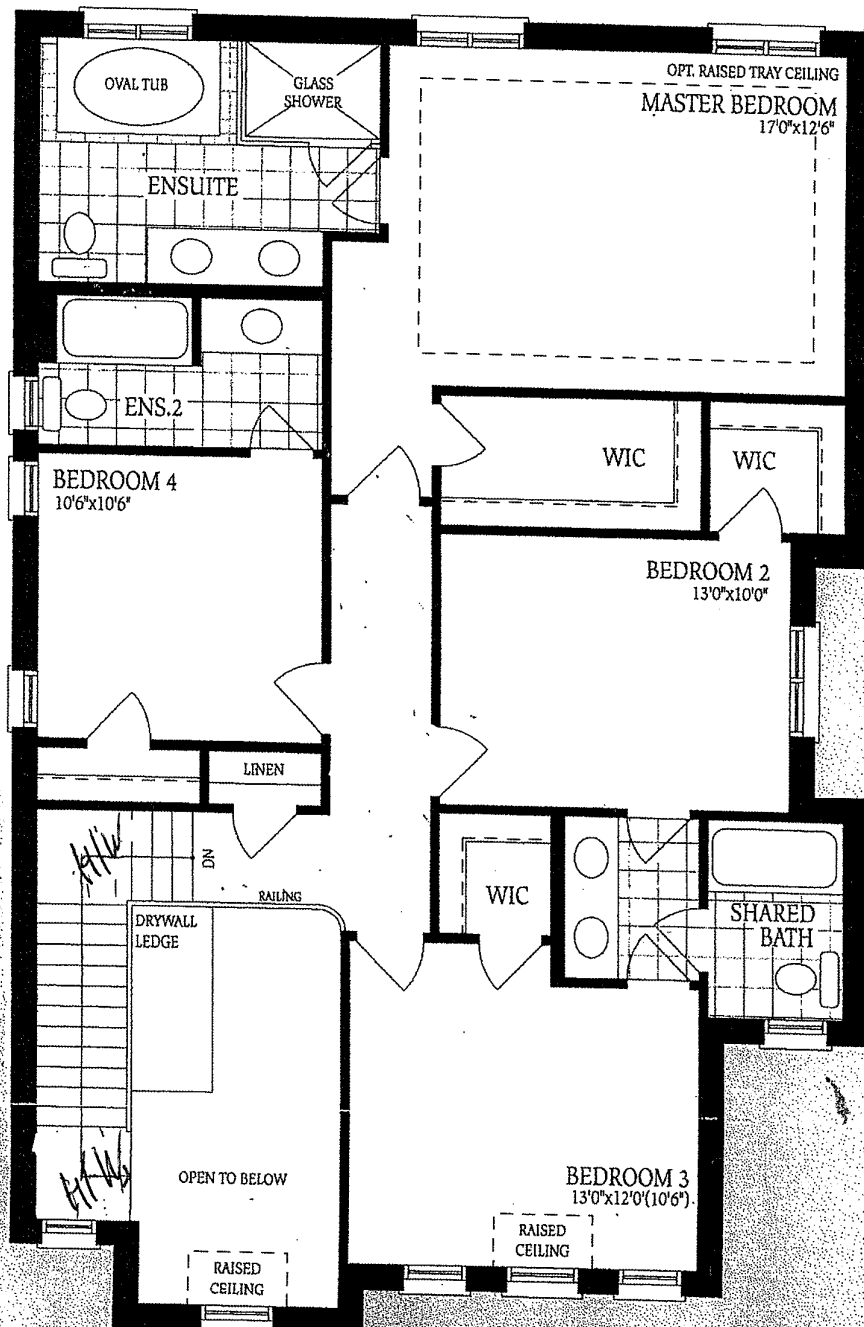 OVAL TUB
GLASS
SHOWER
OPT. RAISED TRAY CEILING
MASTER BEDROOM
17'0"x12'6"
ENSUITE
ENS.2
WIC
WIC
BEDROOM 4
10'6"x10'6"
BEDROOM 2
13'0"x10'0"
LINEN
H/W
DN
RAILING
WIC
DRYWALL
LEDGE
SHARED
BATH
H/W
OPEN TO BELOW
BEDROOM 3
13'0"x12'0"(10'6")
RAISED
CEILING
RAISED
CEILING